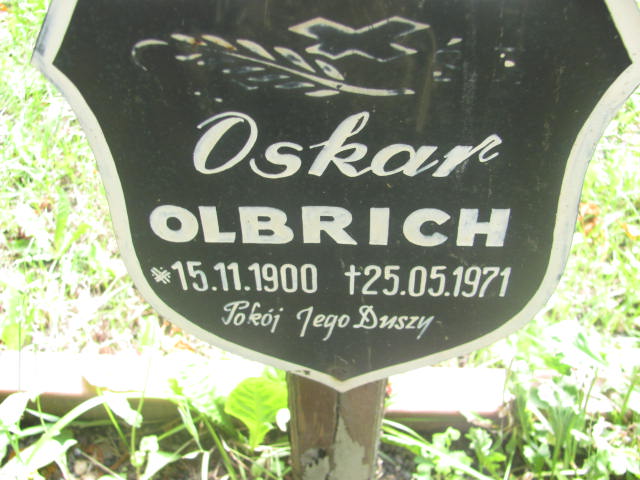 Oskar
OLBRICH
*15.11.1900 †25.05.1971
Pokój Jego Duszy